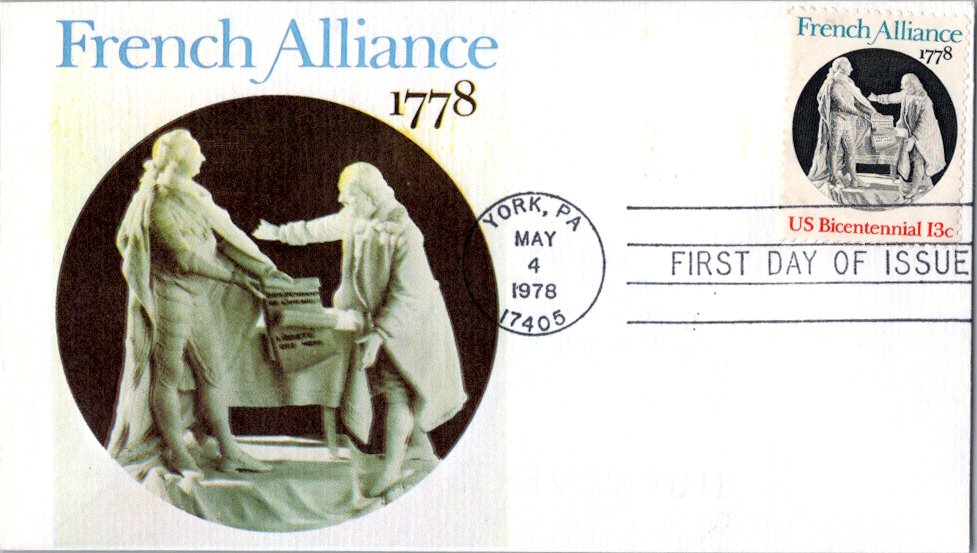 French Alliance
1778
French Alliance
1778
US Bicentennial 13c
YORK, PA
MAY
4
1978
17405
FIRST DAY OF ISSUE